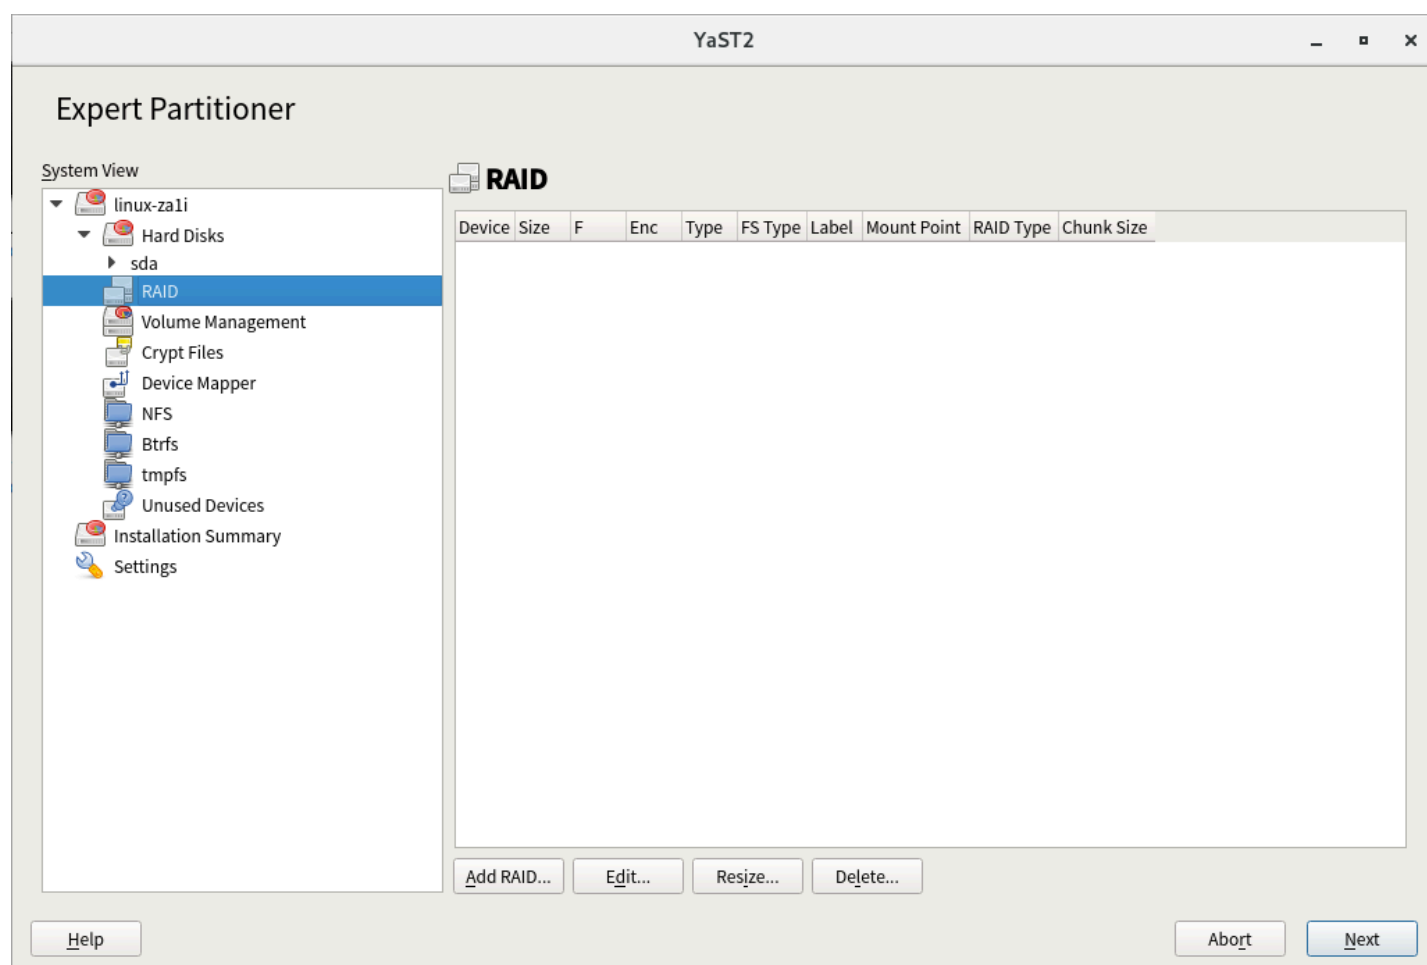 YaST2
Expert Partitioner
System View
linux-za1i
Hard Disks
sda
RAID
Volume Management
Crypt Files
Device Mapper
NFS
Btrfs
tmpfs
Unused Devices
Installation Summary
Settings
RAID
Device Size F Enc Type FS Type Label Mount Point RAID Type Chunk Size
Add RAID... Edit... Resize... Delete...
Help Abort Next